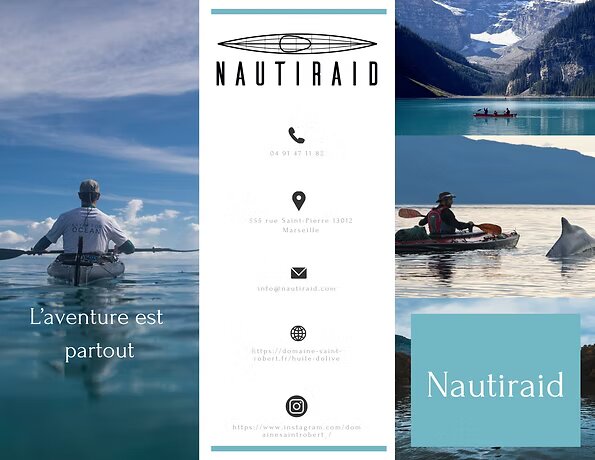 L'aventure est
partout
NAUTIRAID
04 91 47 11 82
555 rue Saint-Pierre 13012
Marseille
info@nautiraid.com
https://domaine-saint-
robert.fr/huile-dolive
https://www.instagram.com/dom
ainesaintrobert_/
Nautiraid